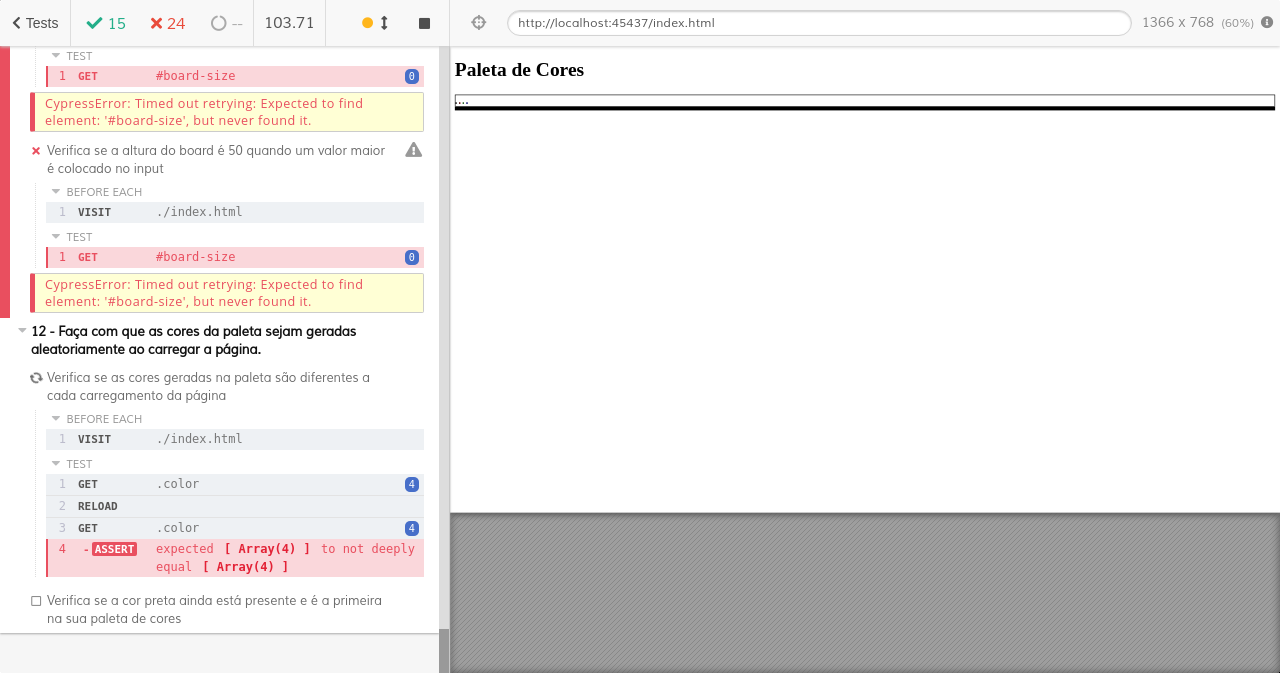 Tests 15 24 -- 103.71
http://localhost:45437/index.html 1366 x 768 (60%)
TEST
1 GET #board-size 0
CypressError: Timed out retrying: Expected to find
element: '#board-size', but never found it.
Verifica se a altura do board é 50 quando um valor maior
é colocado no input
BEFORE EACH
1 VISIT ./index.html
TEST
1 GET #board-size 0
CypressError: Timed out retrying: Expected to find
element: '#board-size', but never found it.
12 - Faça com que as cores da paleta sejam geradas
aleatoriamente ao carregar a página.
Verifica se as cores geradas na paleta são diferentes a
cada carregamento da página
BEFORE EACH
1 VISIT ./index.html
TEST
1 GET .color 4
2 RELOAD
3 GET .color 4
4 -ASSERT expected [ Array(4) ] to not deeply
equal [ Array(4) ]
Verifica se a cor preta ainda está presente e é a primeira
na sua paleta de cores
Paleta de Cores
....